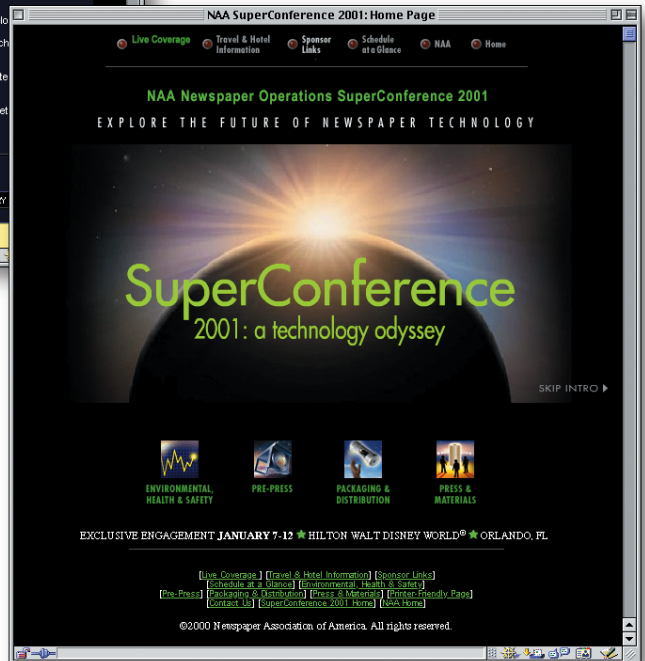 NAA SuperConference 2001: Home Page
Live Coverage
Travel & Hotel
Information
Sponsor
Links
Schedule
at a Glance
NAA
Home
NAA Newspaper Operations SuperConference 2001
EXPLORE THE FUTURE OF NEWSPAPER TECHNOLOGY
SuperConference
2001: a technology odyssey
SKIP INTRO
ENVIRONMENTAL,
HEALTH & SAFETY
PRE-PRESS
PACKAGING &
DISTRIBUTION
PRESS &
MATERIALS
EXCLUSIVE ENGAGEMENT JANUARY 7-12 ★ HILTON WALT DISNEY WORLD® ★ ORLANDO, FL
[Live Coverage ] [Travel & Hotel Information] [Sponsor Links]
[Schedule at a Glance] [Environmental, Health & Safety]
[Pre-Press] [Packaging & Distribution] [Press & Materials] [Printer-Friendly Page]
[Contact Us] [SuperConference 2001 Home] [NAA Home]
©2000 Newspaper Association of America. All rights reserved.